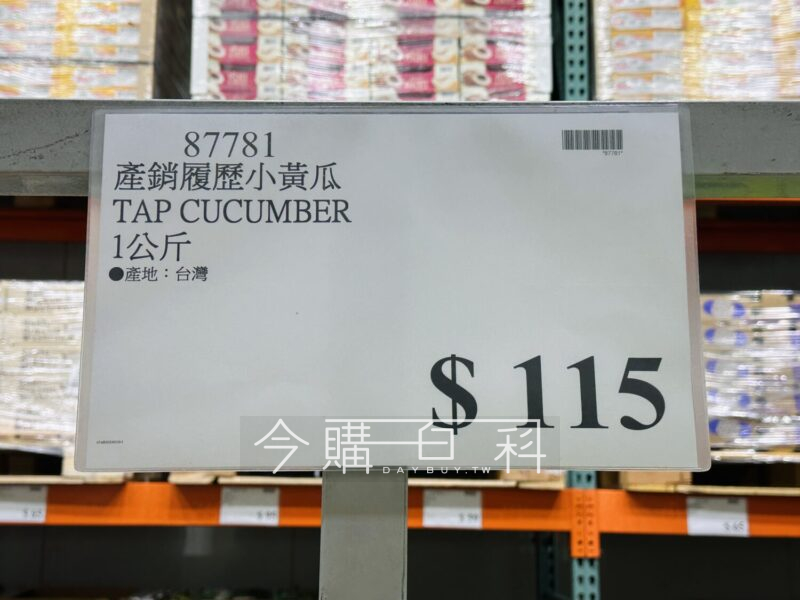 87781
產銷履歷小黃瓜
TAP CUCUMBER
1公斤
●產地：台灣
*87781*
$ 115
今購百科
DAYBUY.TW